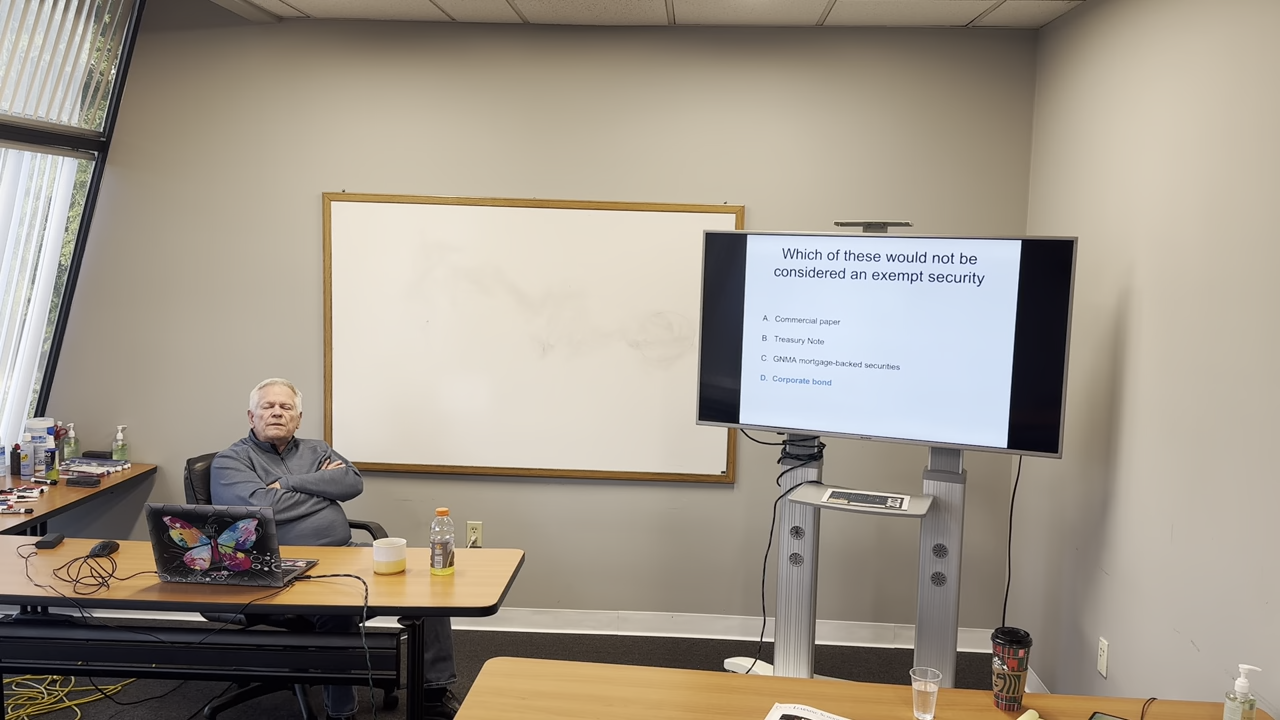 Which of these would not be
considered an exempt security
A. Commercial paper
B. Treasury Note
C. GNMA mortgage-backed securities
D. Corporate bond